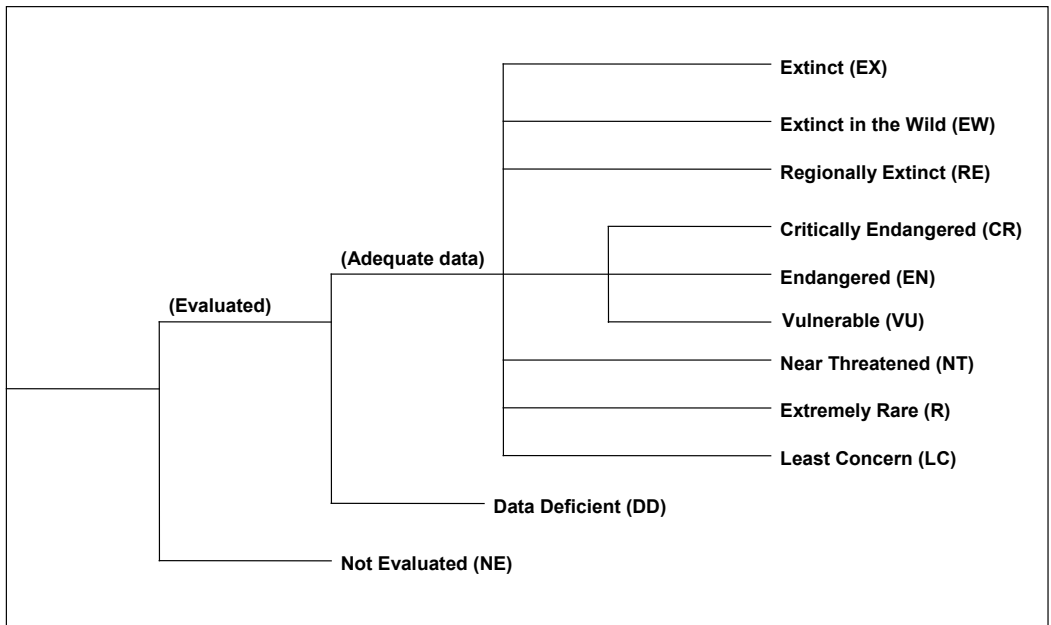 Extinct (EX)
Extinct in the Wild (EW)
Regionally Extinct (RE)
Critically Endangered (CR)
(Adequate data)
Endangered (EN)
(Evaluated)
Vulnerable (VU)
Near Threatened (NT)
Extremely Rare (R)
Least Concern (LC)
Data Deficient (DD)
Not Evaluated (NE)